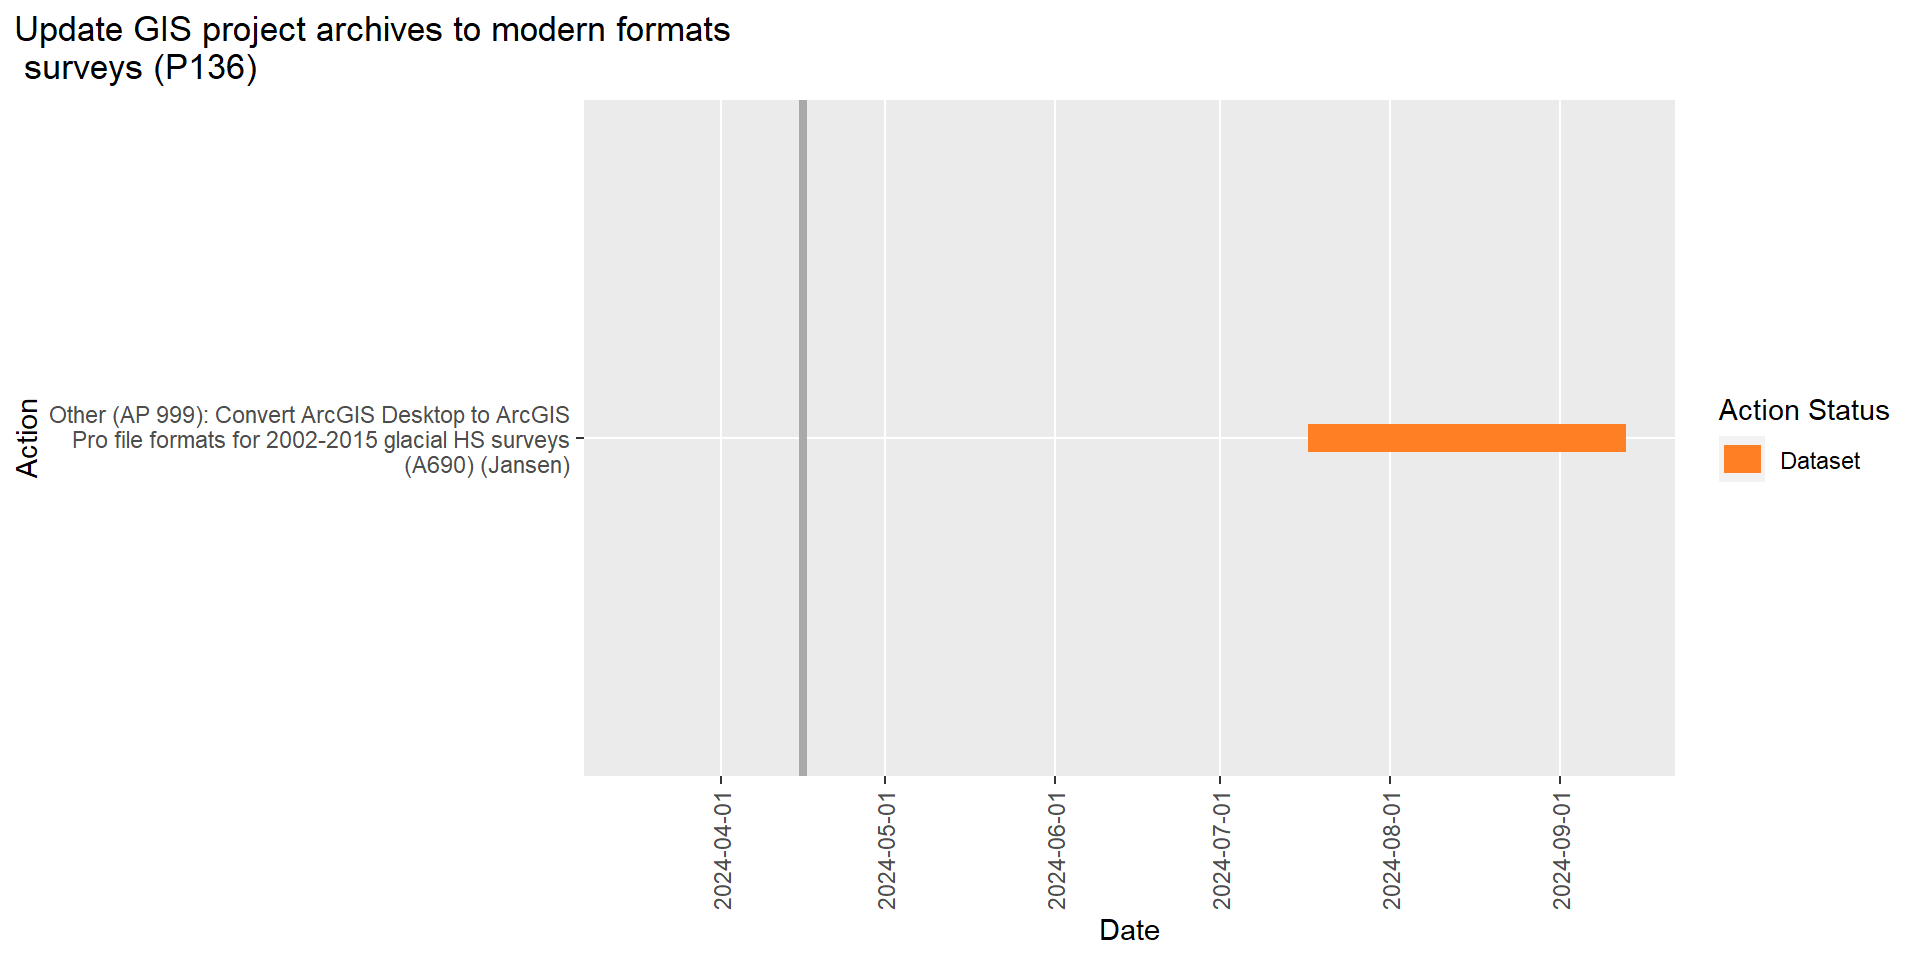 Update GIS project archives to modern formats
surveys (P136)
Action
Other (AP 999): Convert ArcGIS Desktop to ArcGIS
Pro file formats for 2002-2015 glacial HS surveys
(A690) (Jansen)
Action Status
Dataset
2024-04-01
2024-05-01
2024-06-01
2024-07-01
2024-08-01
2024-09-01
Date